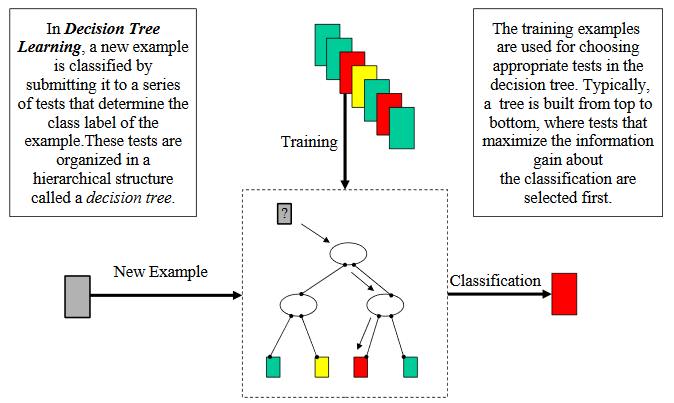 In Decision Tree
Learning, a new example
is classified by
submitting it to a series
of tests that determine the
class label of the
example.These tests are
organized in a
hierarchical structure
called a decision tree.
The training examples
are used for choosing
appropriate tests in the
decision tree. Typically,
a tree is built from top to
bottom, where tests that
maximize the information
gain about
the classification are
selected first.
Training
?
New Example
Classification